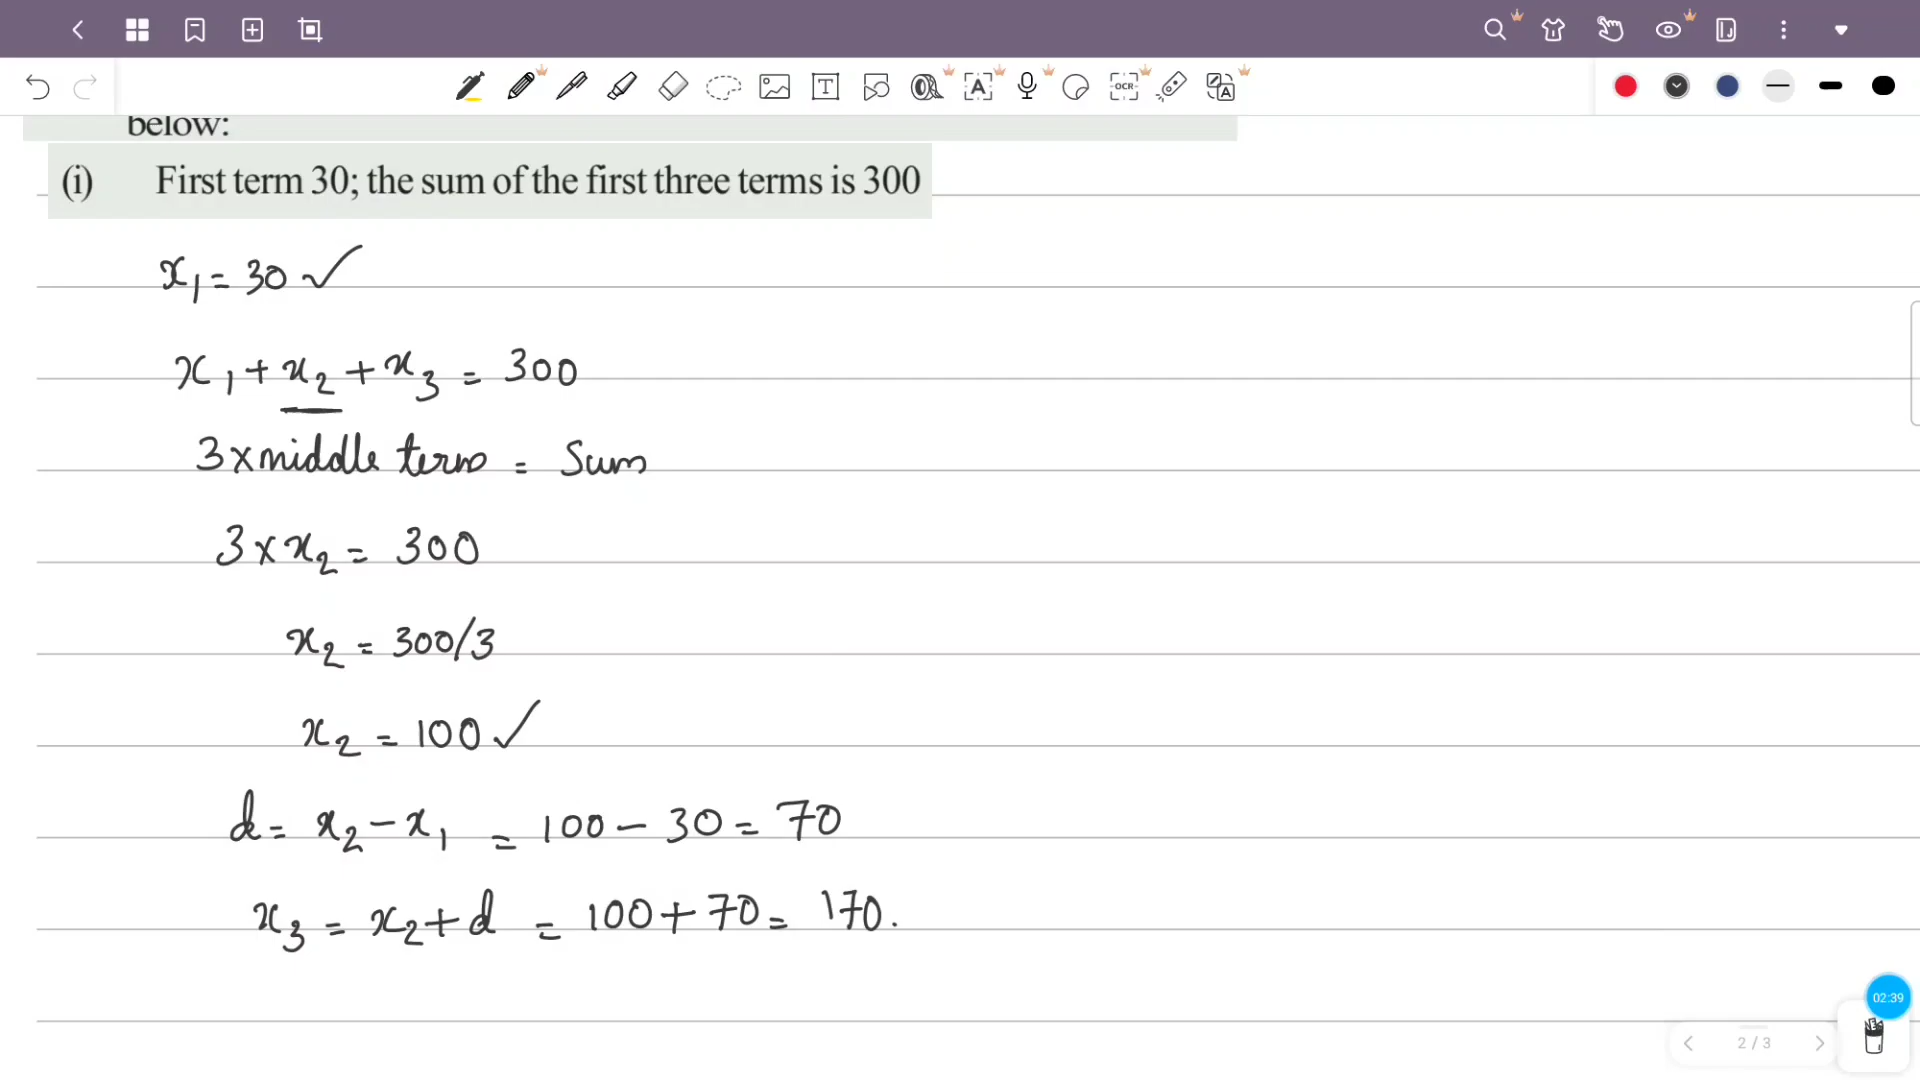 OCR
below:
(i) First term 30; the sum of the first three terms is 300
x₁ = 30 ✓
x₁ + x₂ + x₃ = 300
3 × middle term = Sum
3 × x₂ = 300
x₂ = 300/3
x₂ = 100 ✓
d = x₂ − x₁ = 100 − 30 = 70
x₃ = x₂ + d = 100 + 70 = 170.
02:39
2 / 3